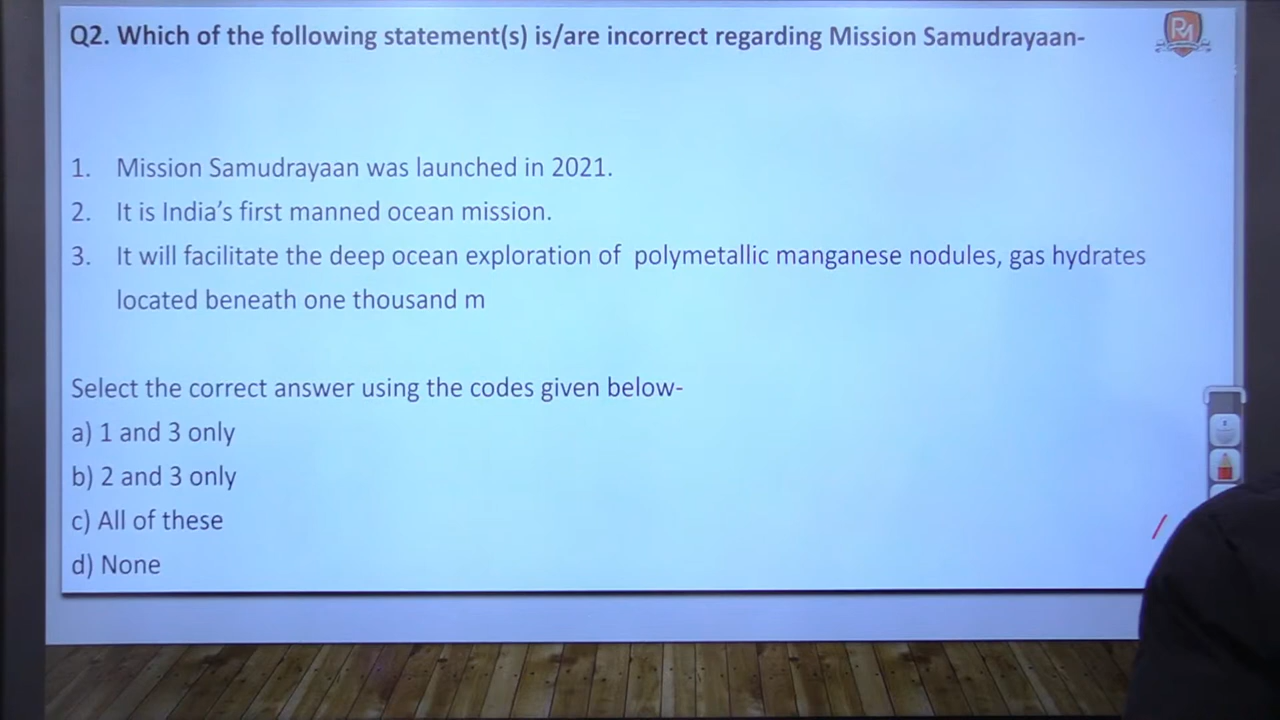 Q2. Which of the following statement(s) is/are incorrect regarding Mission Samudrayaan-
1. Mission Samudrayaan was launched in 2021.
2. It is India’s first manned ocean mission.
3. It will facilitate the deep ocean exploration of polymetallic manganese nodules, gas hydrates
located beneath one thousand m
Select the correct answer using the codes given below-
a) 1 and 3 only
b) 2 and 3 only
c) All of these
d) None